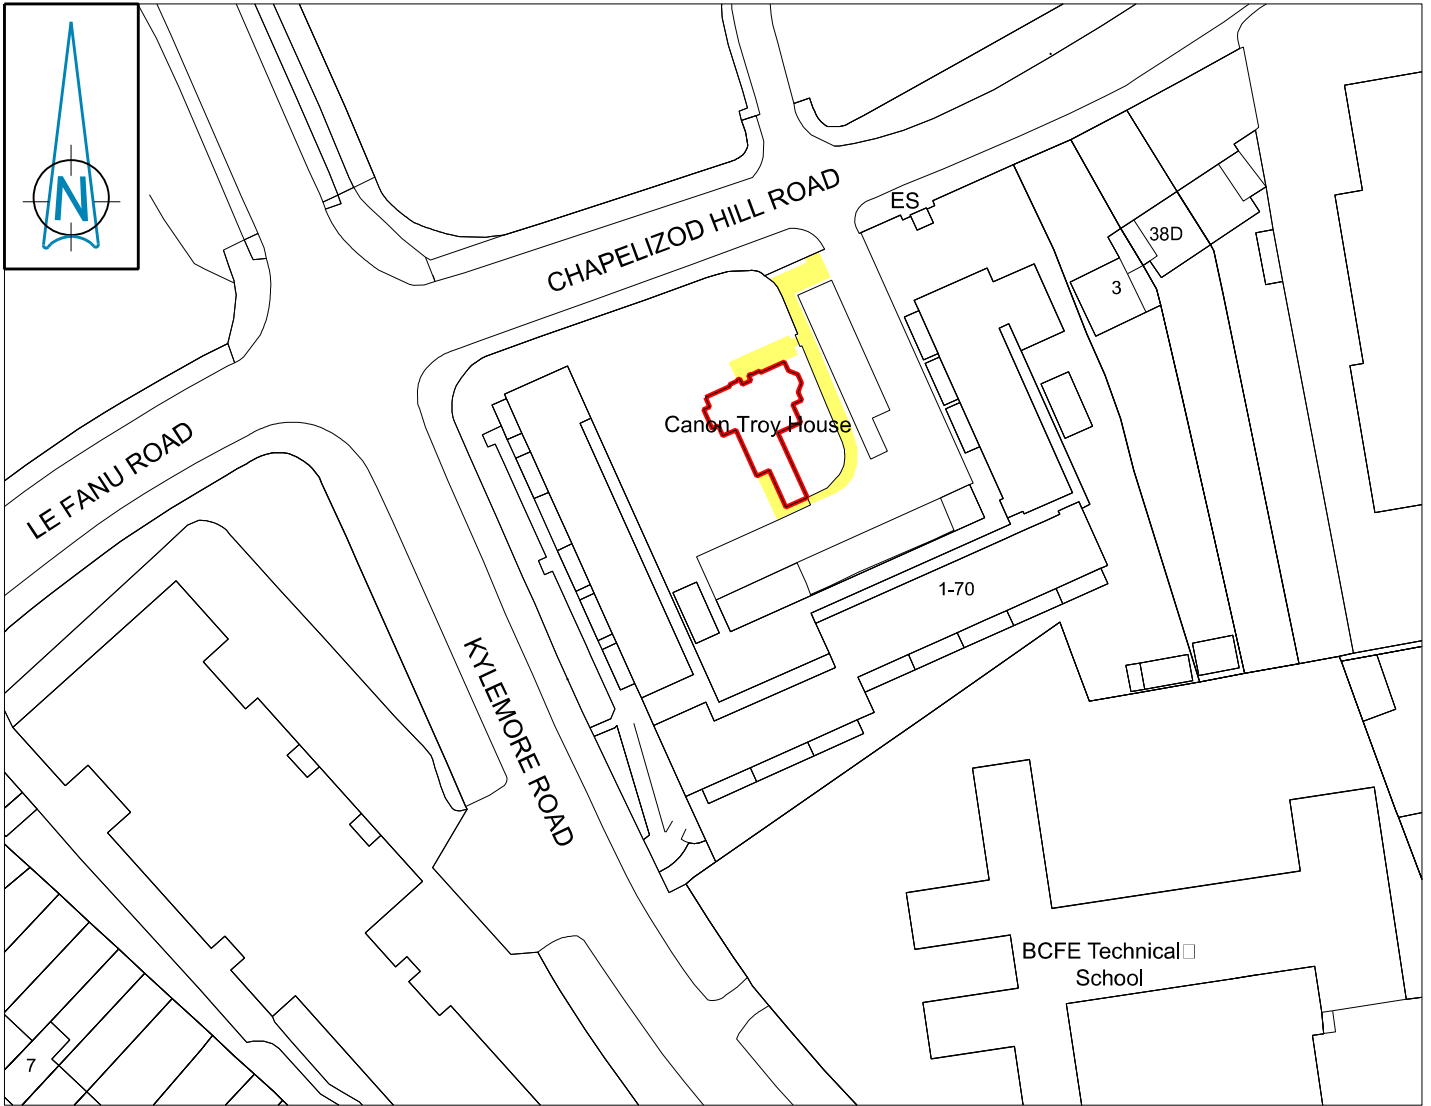 N
CHAPELIZOD HILL ROAD
ES
38D
3
Canon Troy House
LE FANU ROAD
1-70
KYLEMORE ROAD
BCFE Technical
School
7